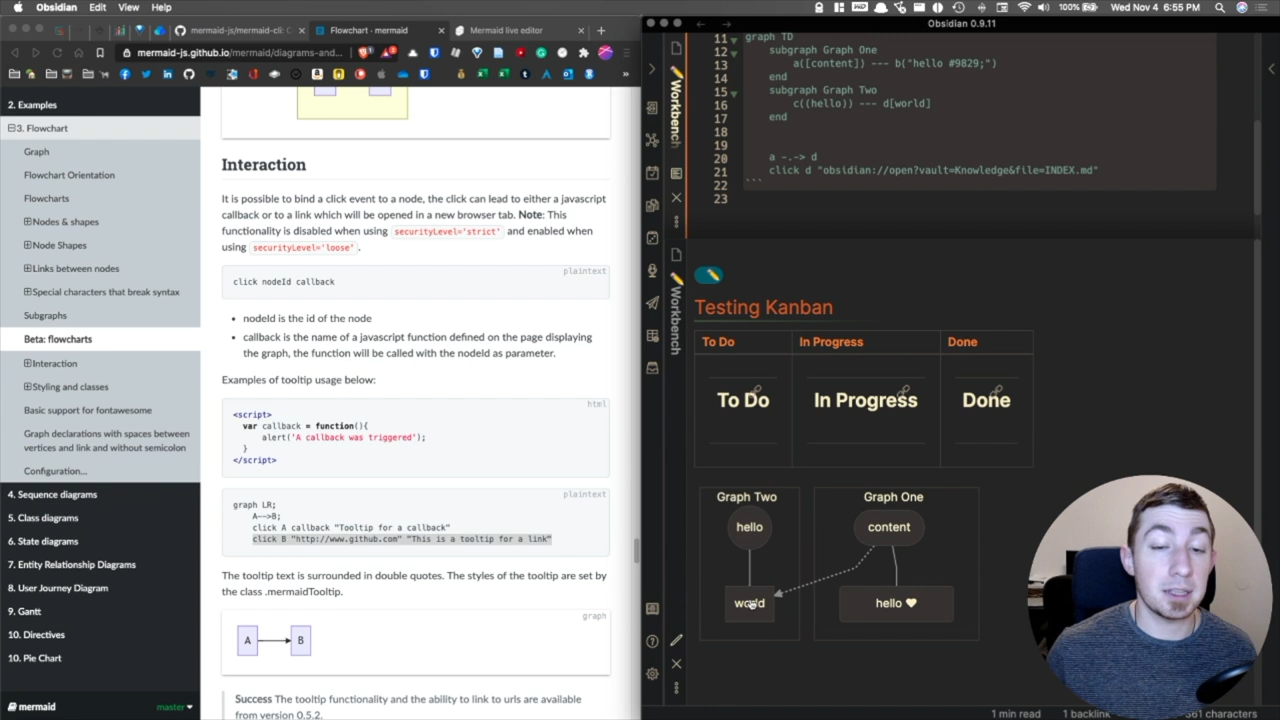 Obsidian Edit View Help
100% Wed Nov 4 6:55 PM
mermaid-js/mermaid-cli: C
Flowchart - mermaid
Mermaid live editor
mermaid-js.github.io/mermaid/diagrams-and...
2. Examples
3. Flowchart
Graph
Flowchart Orientation
Flowcharts
Nodes & shapes
Node Shapes
Links between nodes
Special characters that break syntax
Subgraphs
Beta: flowcharts
Interaction
Styling and classes
Basic support for fontawesome
Graph declarations with spaces between
vertices and link and without semicolon
Configuration...
4. Sequence diagrams
5. Class diagrams
6. State diagrams
7. Entity Relationship Diagrams
8. User Journey Diagram
9. Gantt
10. Directives
10. Pie Chart
mermaid
master
Interaction
It is possible to bind a click event to a node, the click can lead to either a javascript
callback or to a link which will be opened in a new browser tab. Note: This
functionality is disabled when using securityLevel='strict' and enabled when
using securityLevel='loose' .
plaintext
click nodeId callback
nodeId is the id of the node
callback is the name of a javascript function defined on the page displaying
the graph, the function will be called with the nodeId as parameter.
Examples of tooltip usage below:
html
<script>
var callback = function(){
alert('A callback was triggered');
}
</script>
plaintext
graph LR;
A-->B;
click A callback "Tooltip for a callback"
click B "http://www.github.com" "This is a tooltip for a link"
The tooltip text is surrounded in double quotes. The styles of the tooltip are set by
the class .mermaidTooltip.
graph
A
B
Success The tooltip functionality and the ability to link to urls are available
from version 0.5.2.
Obsidian 0.9.11
Workbench
graph TD
11
12 subgraph Graph One
13 a([content]) --- b("hello #9829;")
14 end
15 subgraph Graph Two
16 c((hello)) --- d[world]
17 end
18
19
20 a -.-> d
21 click d "obsidian://open?vault=Knowledge&file=INDEX.md"
22 ```
23
Workbench
Testing Kanban
To Do In Progress Done
To Do In Progress Done
Graph Two
Graph One
hello
content
world
hello ♥
1 min read
1 backlink
361 characters